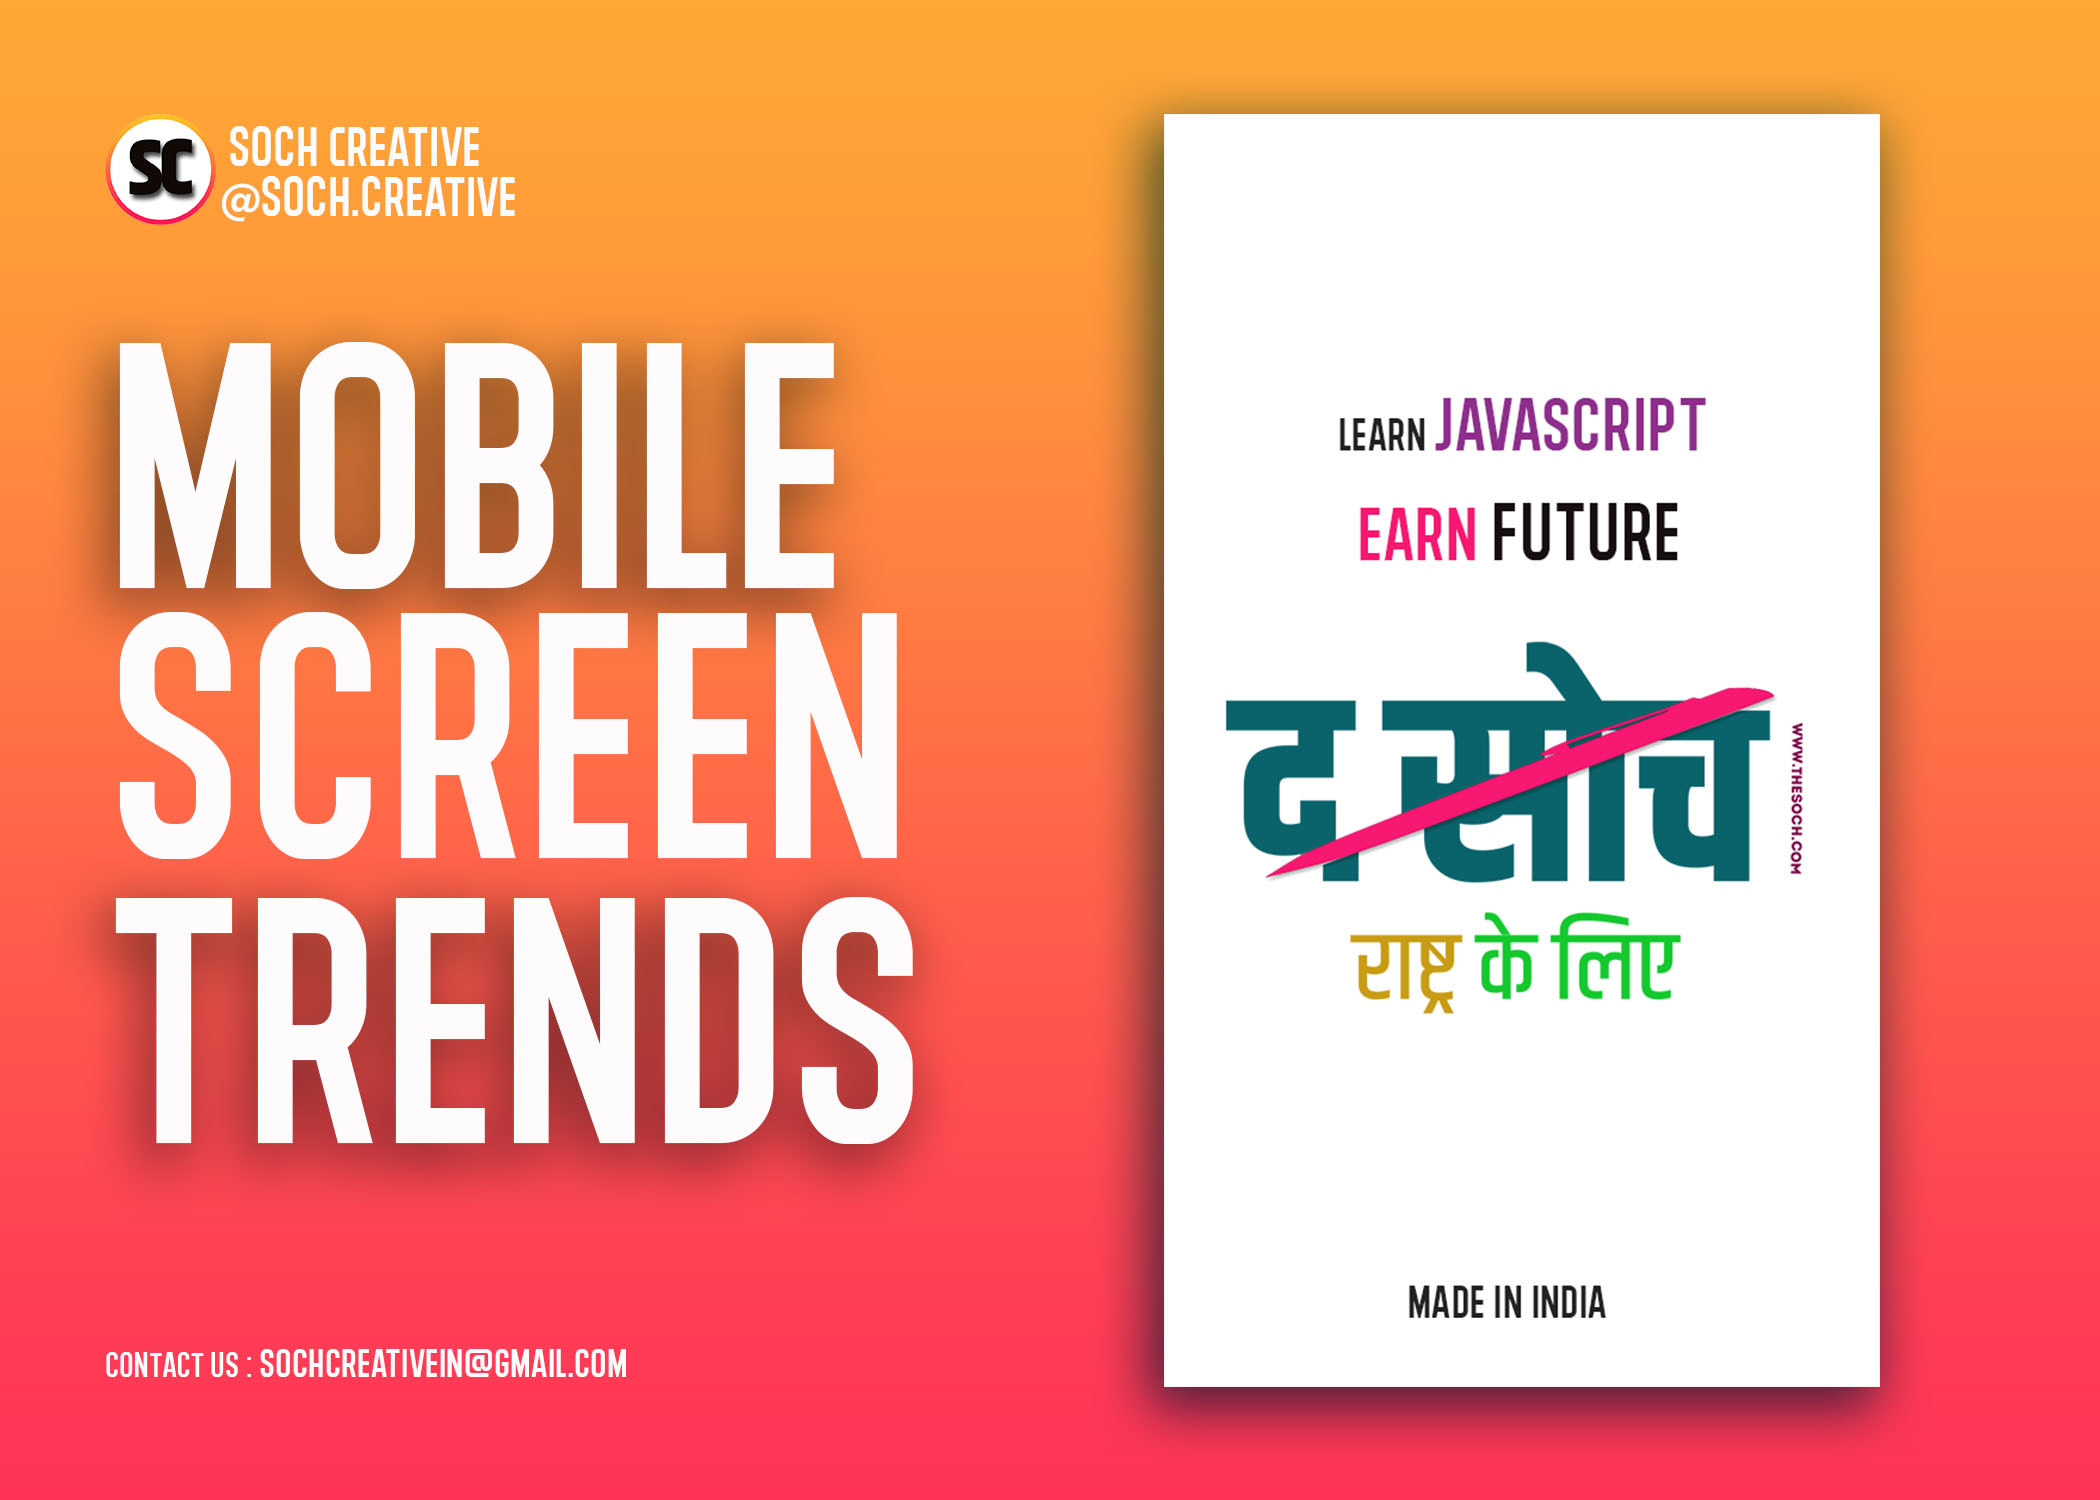 SC
SOCH CREATIVE
@SOCH.CREATIVE
MOBILE
SCREEN
TRENDS
CONTACT US : SOCHCREATIVEIN@GMAIL.COM
LEARN JAVASCRIPT
EARN FUTURE
द सोच
WWW.THESOCH.COM
राष्ट्र के लिए
MADE IN INDIA